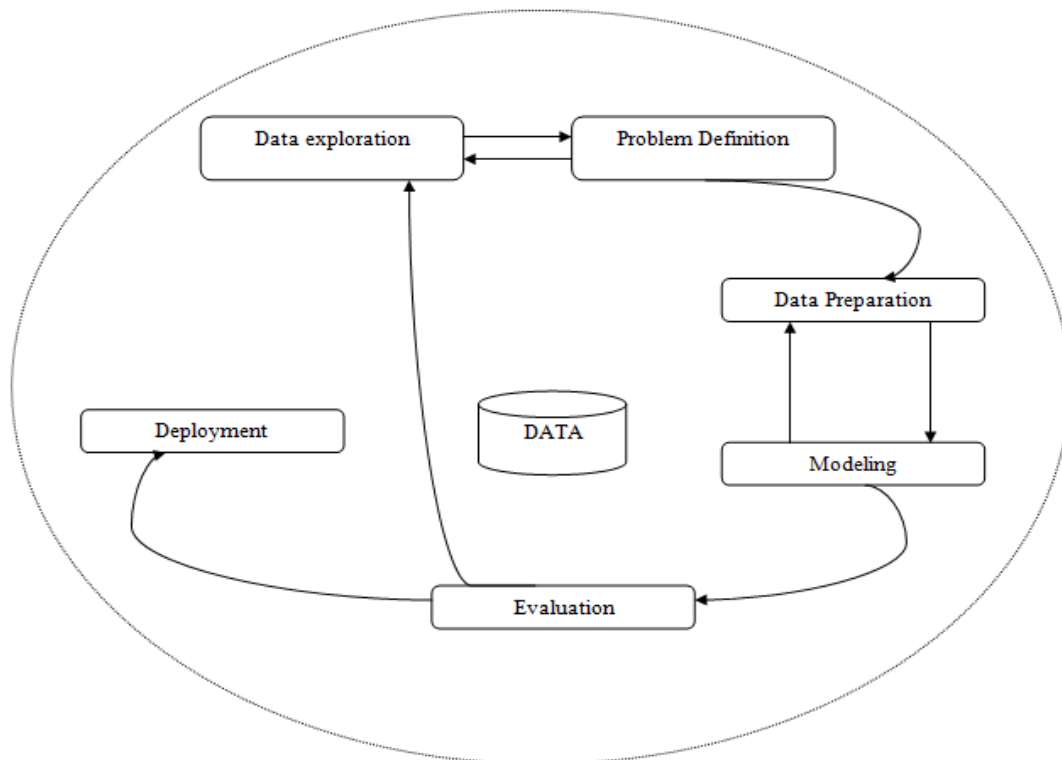 Data exploration
Problem Definition
Data Preparation
Deployment
DATA
Modeling
Evaluation